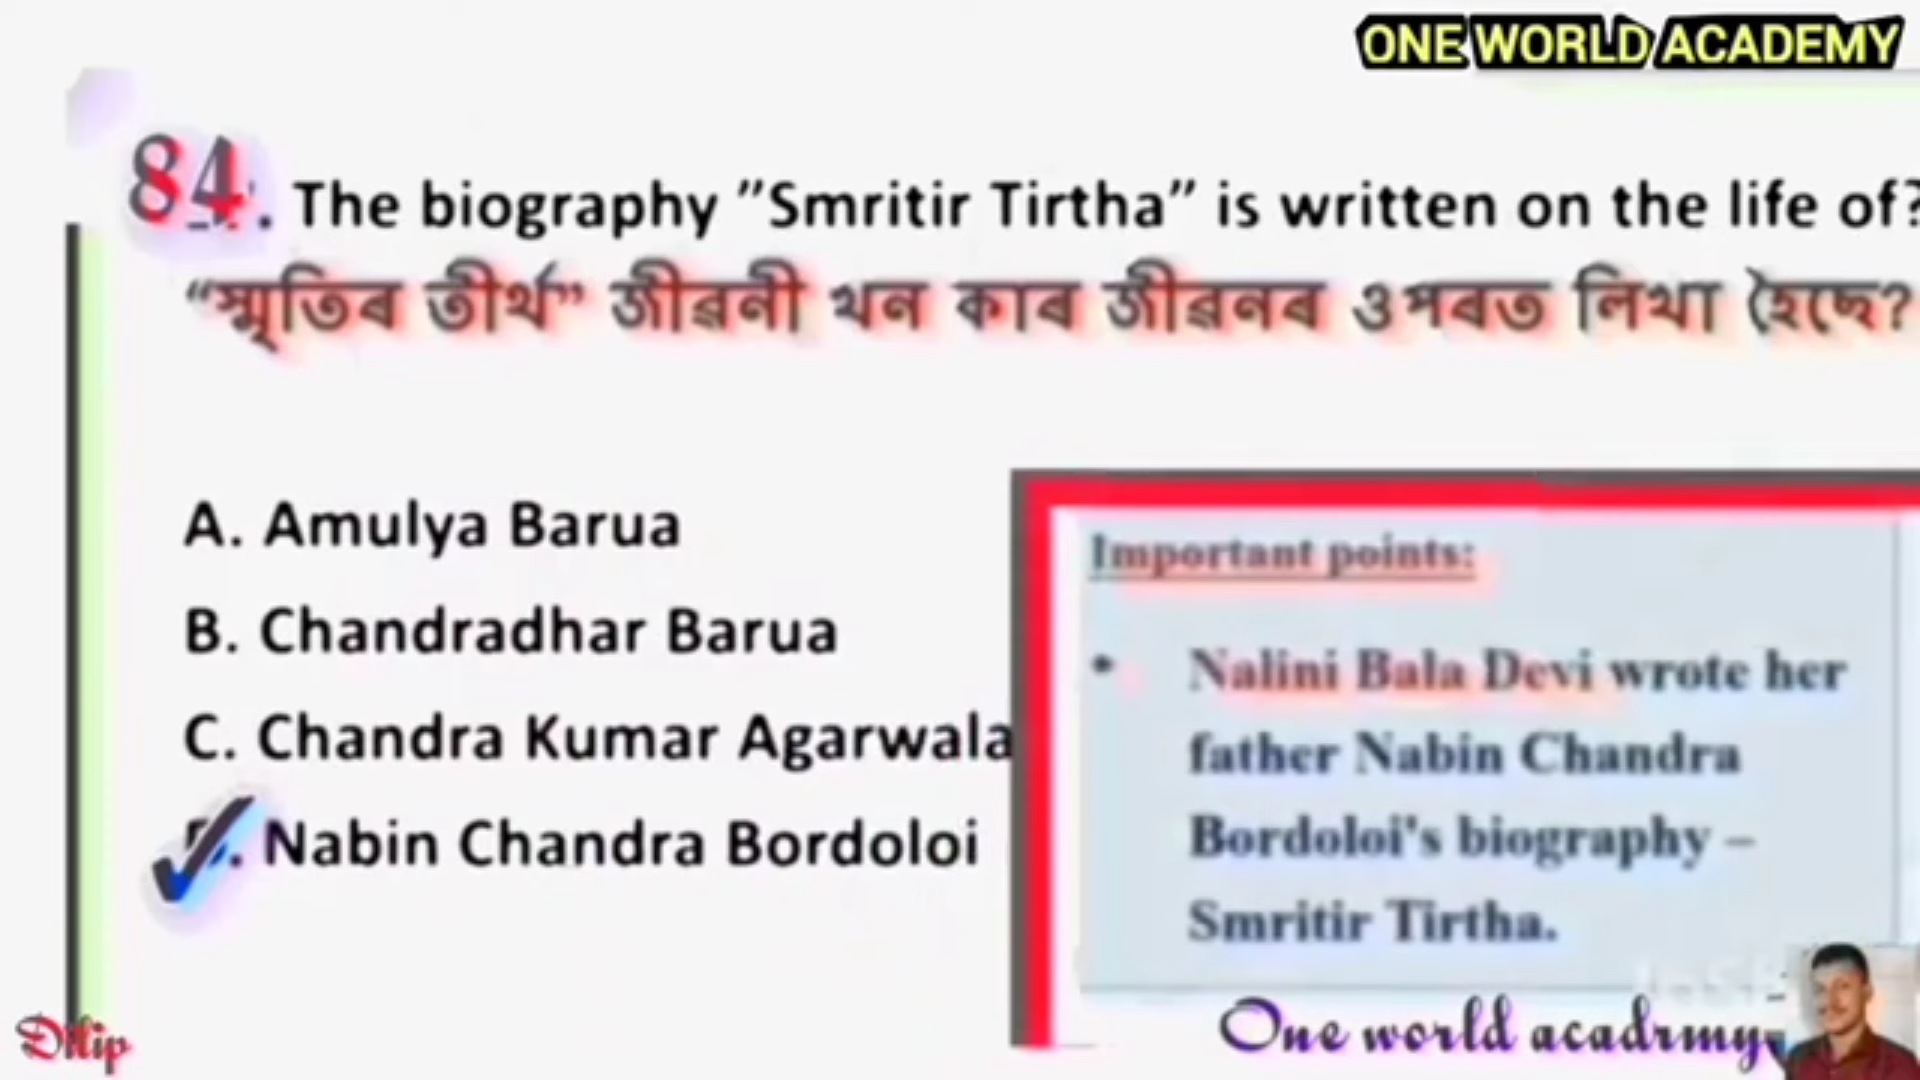 ONE WORLD ACADEMY
84. The biography "Smritir Tirtha" is written on the life of?
“স্মৃতিৰ তীৰ্থ” জীৱনী খন কাৰ জীৱনৰ ওপৰত লিখা হৈছে?
A. Amulya Barua
B. Chandradhar Barua
C. Chandra Kumar Agarwala
Nabin Chandra Bordoloi
Important points:
• Nalini Bala Devi wrote her
father Nabin Chandra
Bordoloi's biography –
Smritir Tirtha.
One world acadrmy
Dilip